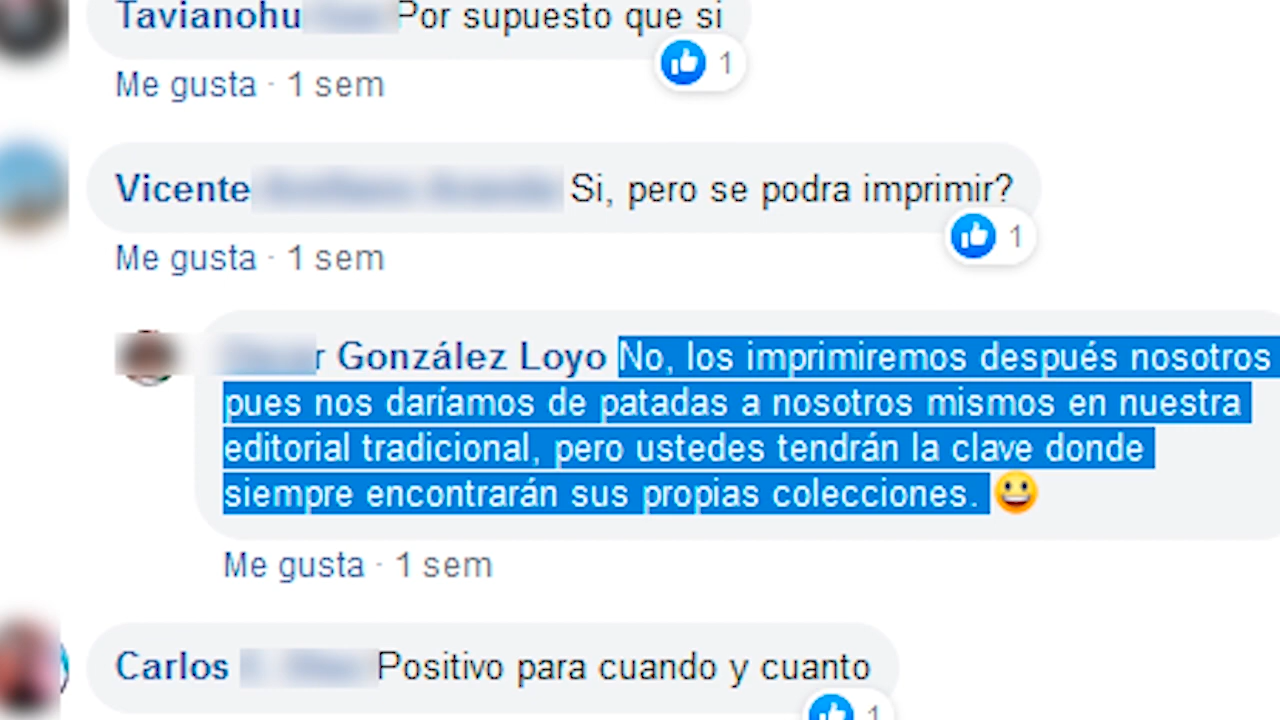 Tavianohu Por supuesto que si
1
Me gusta · 1 sem
Vicente Si, pero se podra imprimir?
1
Me gusta · 1 sem
r González Loyo No, los imprimiremos después nosotros
pues nos daríamos de patadas a nosotros mismos en nuestra
editorial tradicional, pero ustedes tendrán la clave donde
siempre encontrarán sus propias colecciones.
Me gusta · 1 sem
Carlos Positivo para cuando y cuanto
1